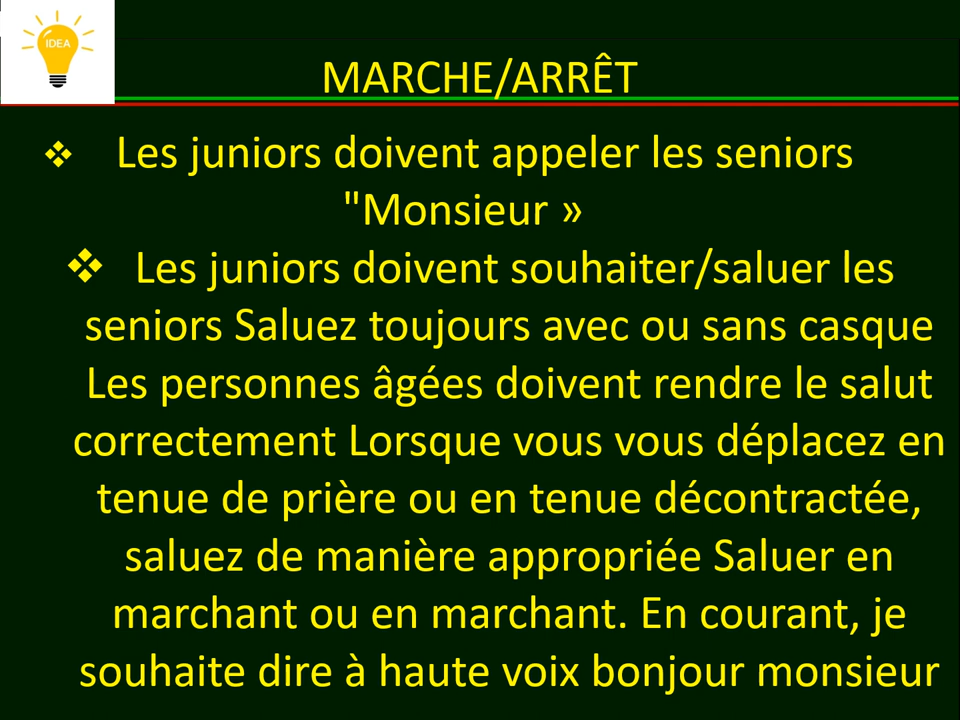 IDEA
MARCHE/ARRÊT
❖ Les juniors doivent appeler les seniors
"Monsieur »
❖ Les juniors doivent souhaiter/saluer les
seniors Saluez toujours avec ou sans casque
Les personnes âgées doivent rendre le salut
correctement Lorsque vous vous déplacez en
tenue de prière ou en tenue décontractée,
saluez de manière appropriée Saluer en
marchant ou en marchant. En courant, je
souhaite dire à haute voix bonjour monsieur